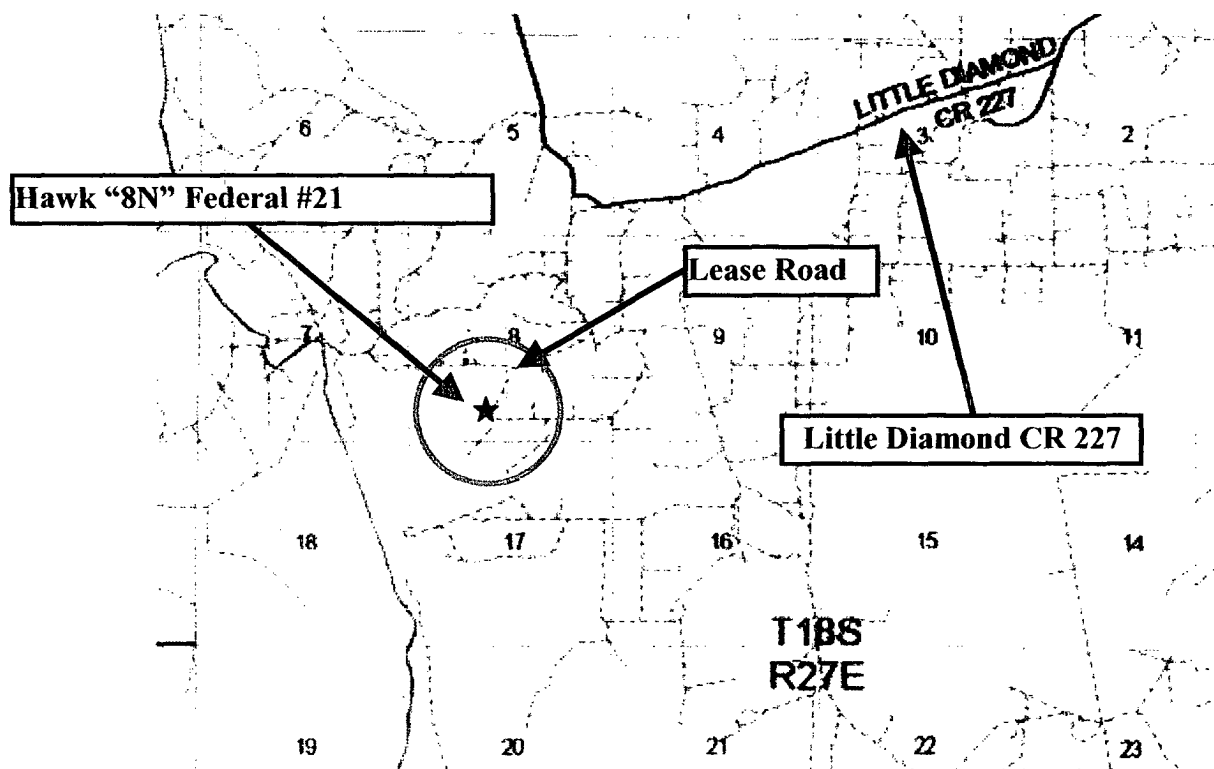 LITTLE DIAMOND
CR 227
6
5
4
3
2
Hawk “8N” Federal #21
Lease Road
7
8
9
10
11
Little Diamond CR 227
18
17
16
15
14
T18S
R27E
19
20
21
22
23